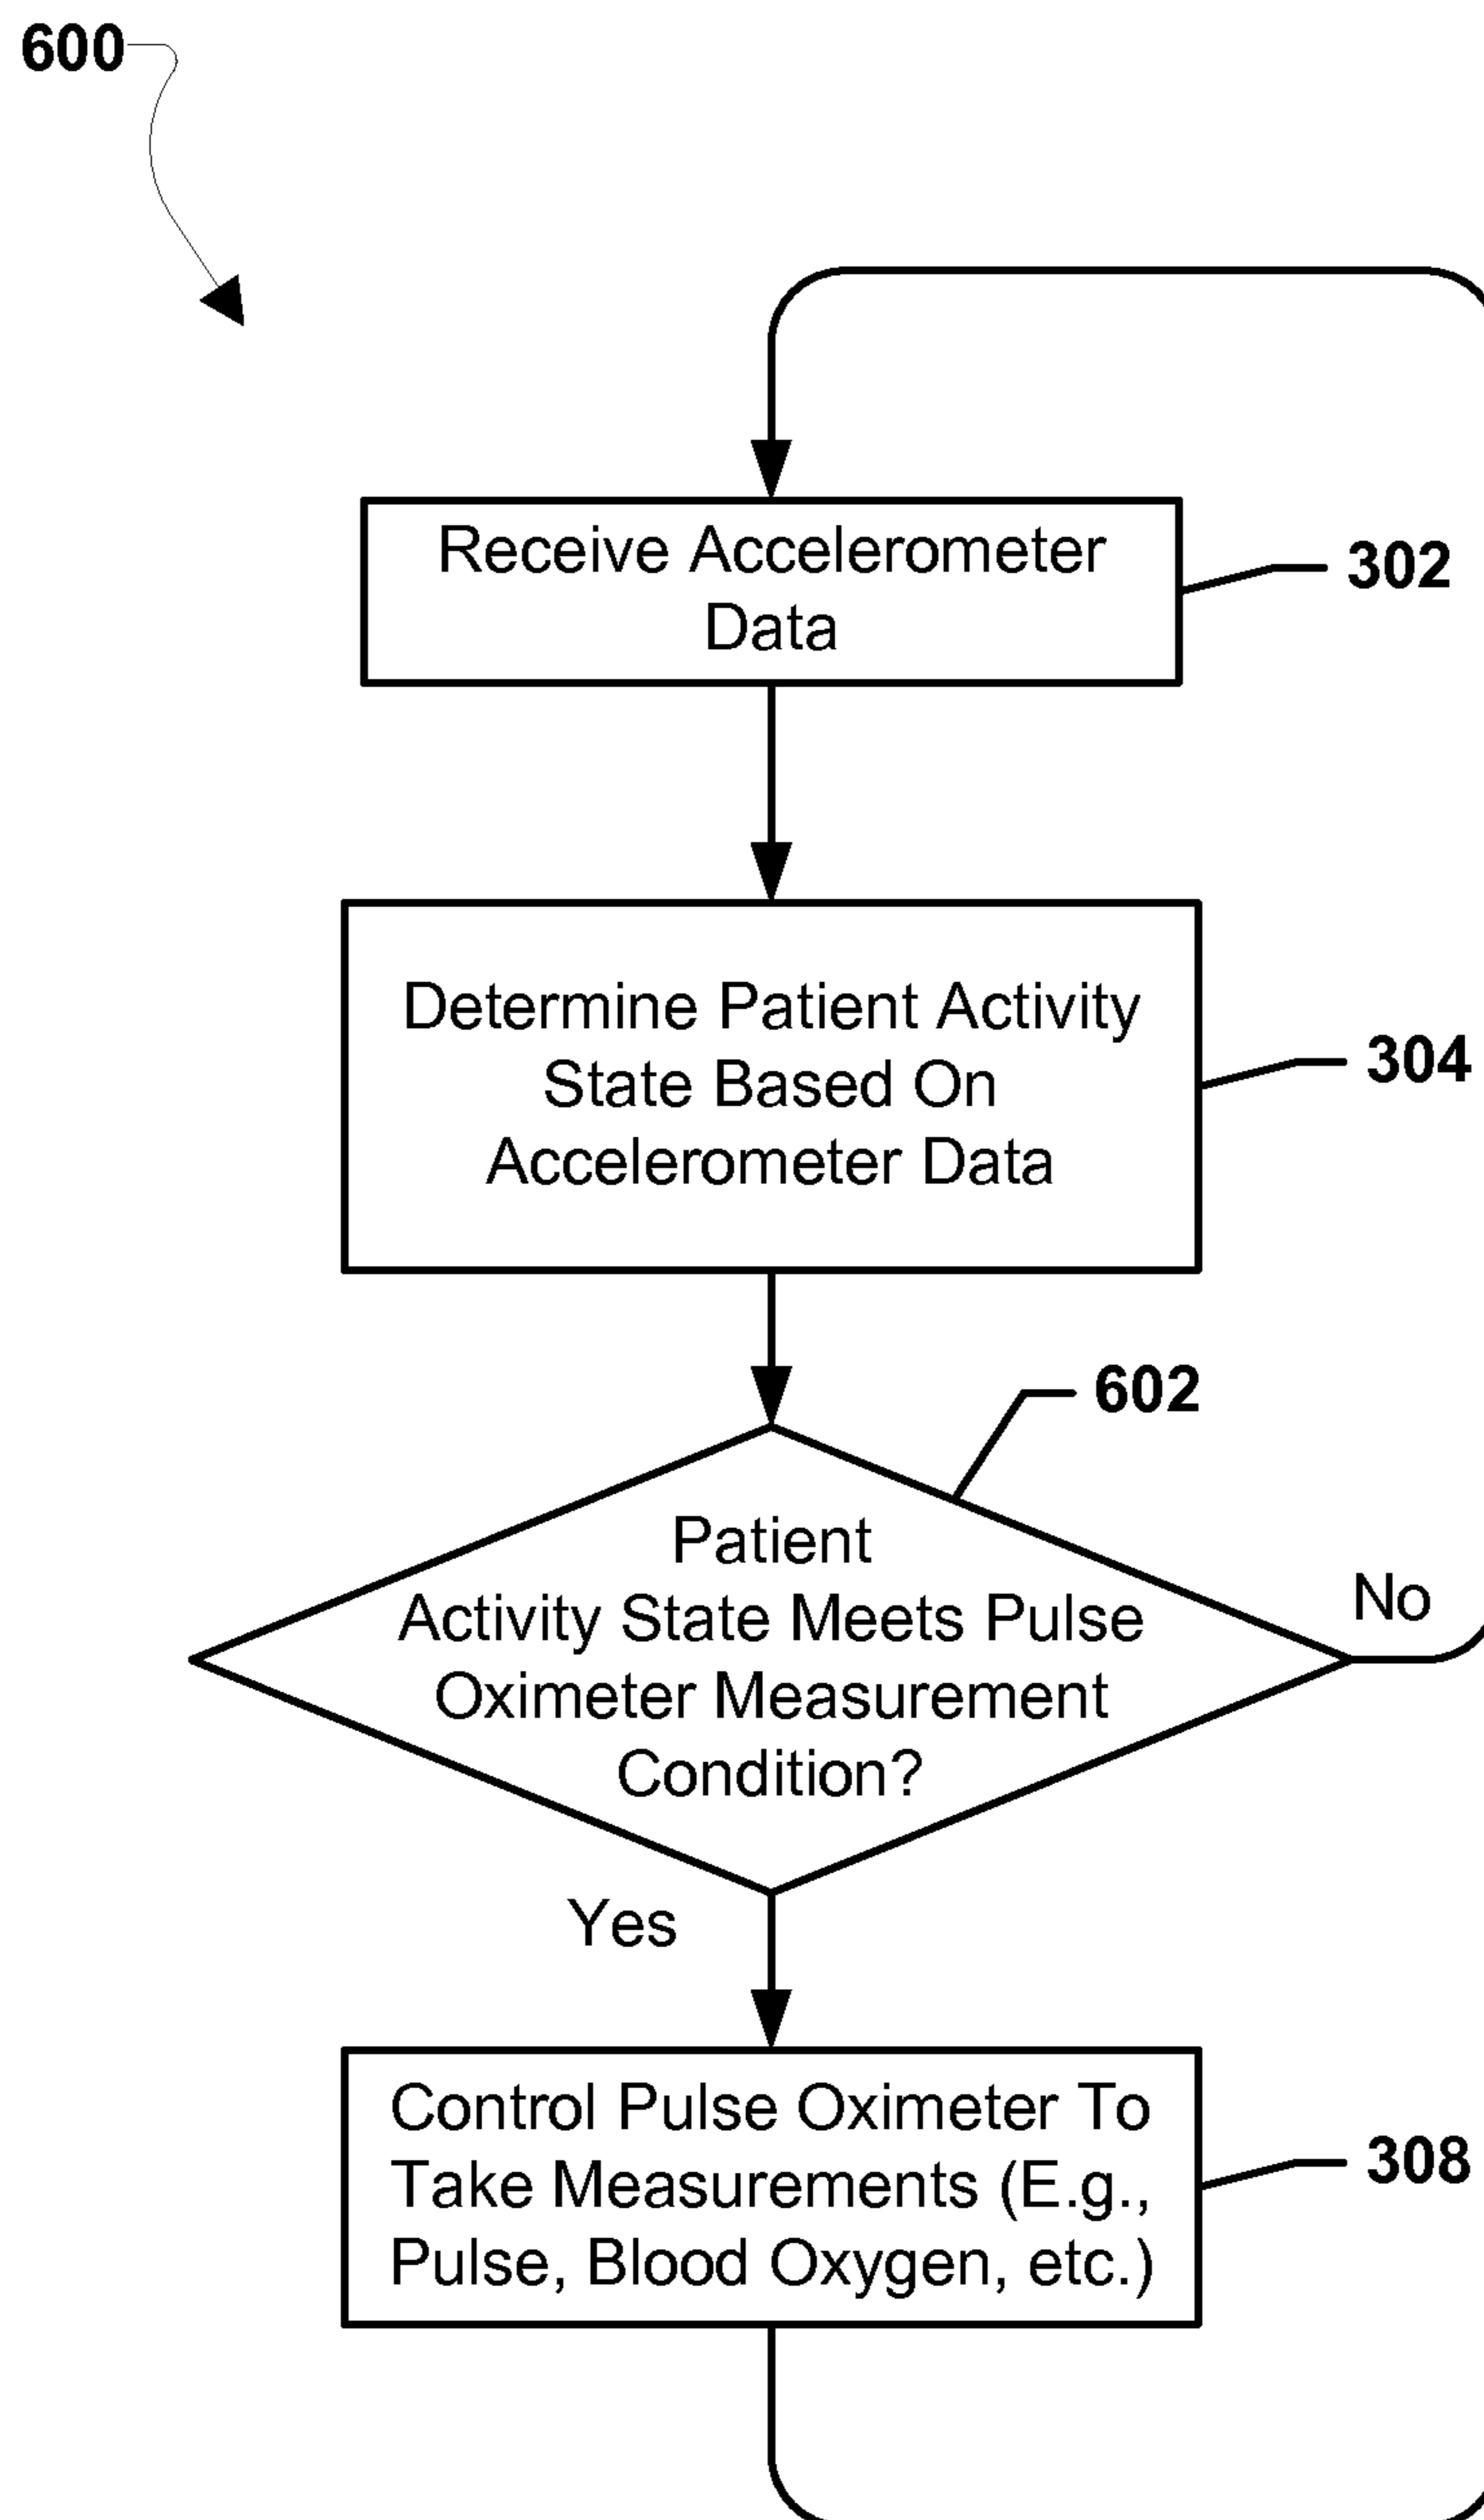 600
Receive Accelerometer
Data
302
Determine Patient Activity
State Based On
Accelerometer Data
304
602
Patient
Activity State Meets Pulse
Oximeter Measurement
Condition?
No
Yes
Control Pulse Oximeter To
Take Measurements (E.g.,
Pulse, Blood Oxygen, etc.)
308